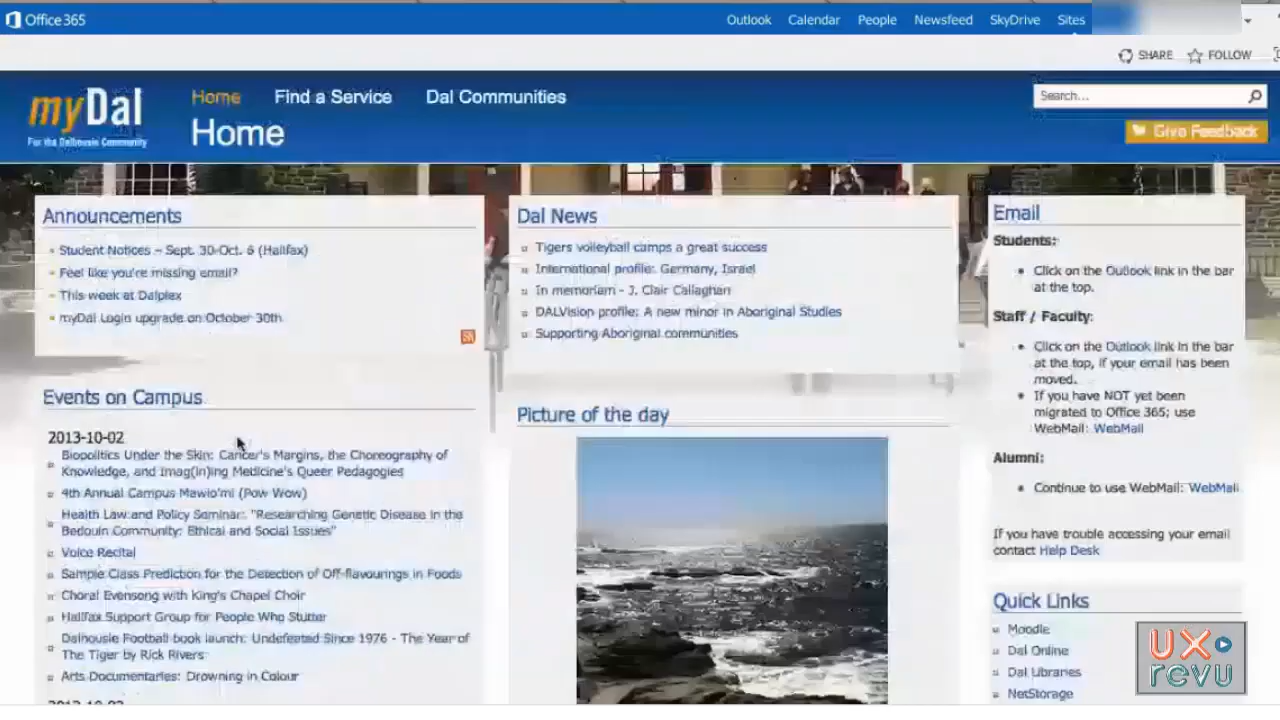 Office 365
Outlook Calendar People Newsfeed SkyDrive Sites
SHARE FOLLOW
myDal
For the Dalhousie Community
Home Find a Service Dal Communities
Home
Search...
Give Feedback
Announcements
Student Notices – Sept. 30-Oct. 6 (Halifax)
Feel like you're missing email?
This week at Dalplex
myDal Login upgrade on October 30th
Events on Campus
2013-10-02
Biopolitics Under the Skin: Cancer's Margins, the Choreography of
Knowledge, and Imag(in)ing Medicine's Queer Pedagogies
4th Annual Campus Mawio'mi (Pow Wow)
Health Law and Policy Seminar: "Researching Genetic Disease in the
Bedouin Community: Ethical and Social Issues"
Voice Recital
Sample Class Prediction for the Detection of Off-flavourings in Foods
Choral Evensong with King's Chapel Choir
Halifax Support Group for People Who Stutter
Dalhousie Football book launch: Undefeated Since 1976 - The Year of
The Tiger by Rick Rivers
Arts Documentaries: Drowning in Colour
Dal News
Tigers volleyball camps a great success
International profile: Germany, Israel
In memoriam - J. Clair Callaghan
DALVision profile: A new minor in Aboriginal Studies
Supporting Aboriginal communities
Picture of the day
Email
Students:
Click on the Outlook link in the bar
at the top.
Staff / Faculty:
Click on the Outlook link in the bar
at the top, if your email has been
moved.
If you have NOT yet been
migrated to Office 365; use
WebMail: WebMail
Alumni:
Continue to use WebMail: WebMail
If you have trouble accessing your email
contact Help Desk
Quick Links
Moodle
Dal Online
Dal Libraries
NetStorage
UX
revu